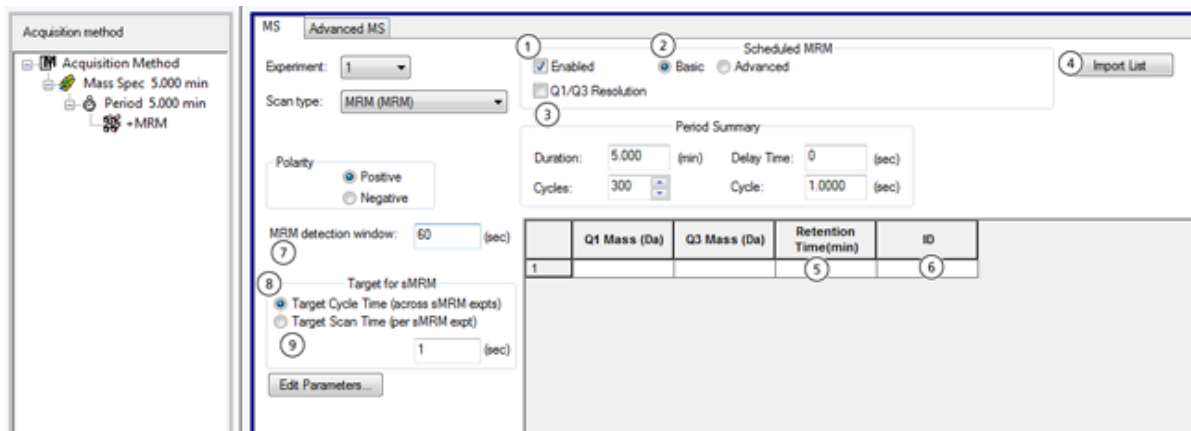 Acquisition method
Acquisition Method
Mass Spec 5.000 min
Period 5.000 min
+MRM
MS
Advanced MS
Experiment: 1
Scan type: MRM (MRM)
Polarity
Positive
Negative
MRM detection window: 60 (sec)
7
8 Target for sMRM
Target Cycle Time (across sMRM expts)
Target Scan Time (per sMRM expt)
9
1 (sec)
Edit Parameters...
1
2
Scheduled MRM
Enabled
Basic
Advanced
Q1/Q3 Resolution
3
4 Import List
Period Summary
Duration: 5.000 (min) Delay Time: 0 (sec)
Cycles: 300 Cycle: 1.0000 (sec)
Q1 Mass (Da) Q3 Mass (Da) Retention Time(min) ID
1
5
6